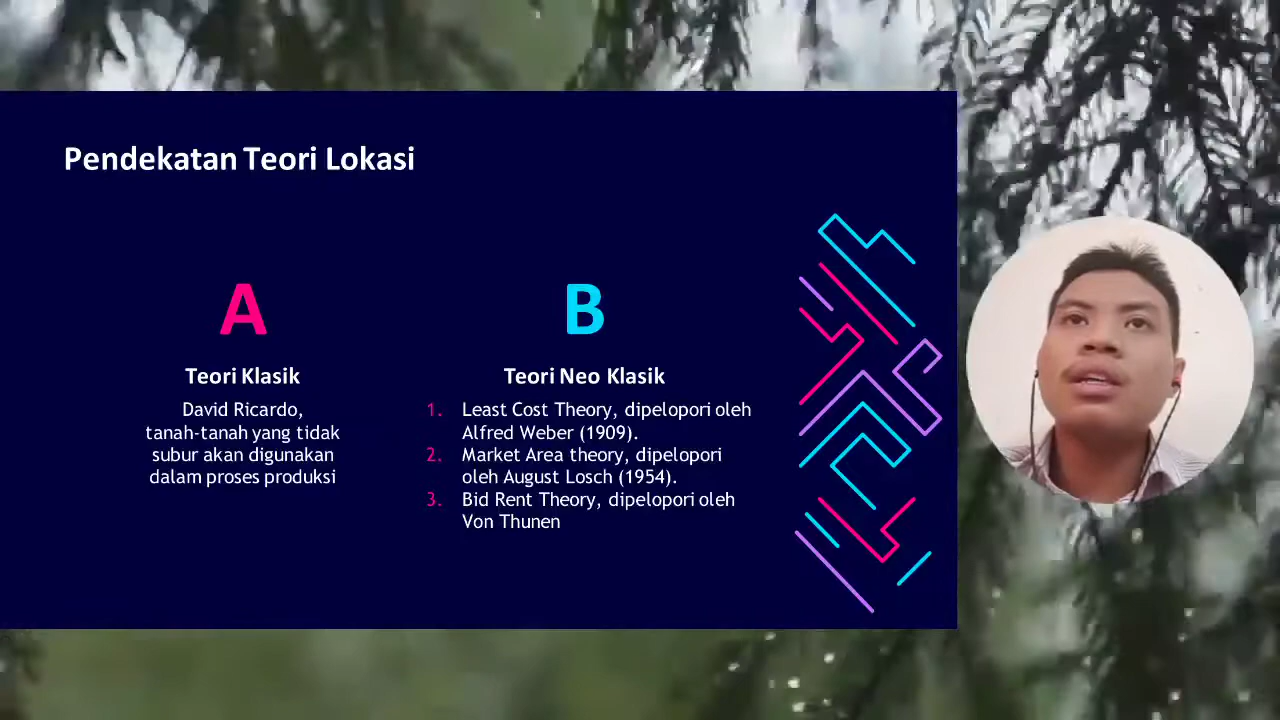 Pendekatan Teori Lokasi
A
Teori Klasik
David Ricardo,
tanah-tanah yang tidak
subur akan digunakan
dalam proses produksi
B
Teori Neo Klasik
1. Least Cost Theory, dipelopori oleh
Alfred Weber (1909).
2. Market Area theory, dipelopori
oleh August Losch (1954).
3. Bid Rent Theory, dipelopori oleh
Von Thunen